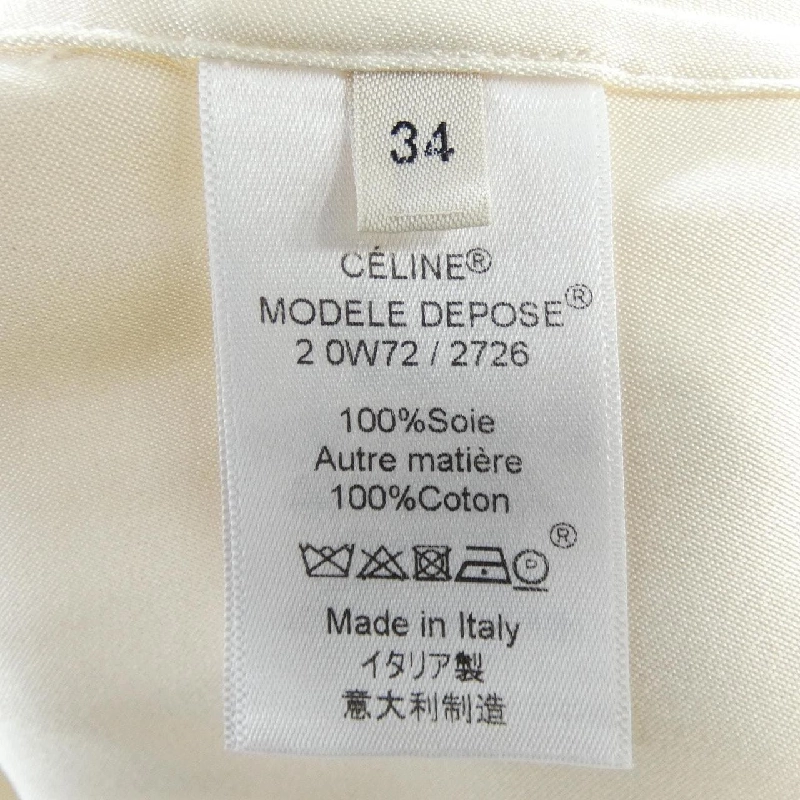 34
CÉLINE®
MODELE DEPOSE®
2 0W72 / 2726
100%Soie
Autre matière
100%Coton
P ®
Made in Italy
イタリア製
意大利制造